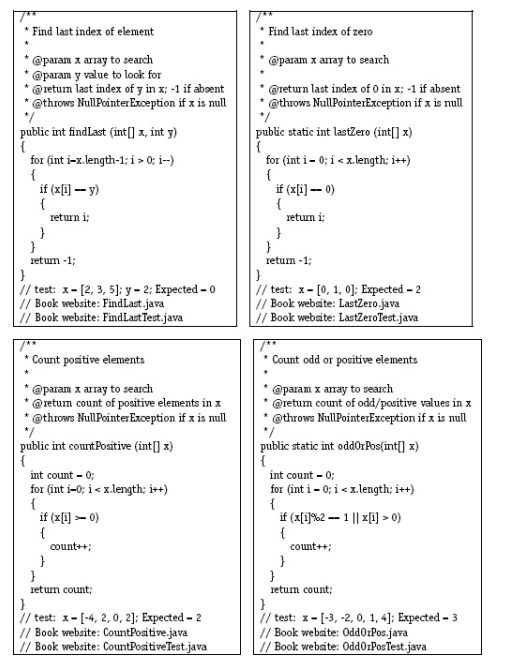 /**
* Find last index of element
*
* @param x array to search
* @param y value to look for
* @return last index of y in x; -1 if absent
* @throws NullPointerException if x is null
*/
public int findLast (int[] x, int y)
{
for (int i=x.length-1; i > 0; i--)
{
if (x[i] == y)
{
return i;
}
}
return -1;
}
// test: x = [2, 3, 5]; y = 2; Expected = 0
// Book website: FindLast.java
// Book website: FindLastTest.java
/**
* Find last index of zero
*
* @param x array to search
*
* @return last index of 0 in x; -1 if absent
* @throws NullPointerException if x is null
*/
public static int lastZero (int[] x)
{
for (int i = 0; i < x.length; i++)
{
if (x[i] == 0)
{
return i;
}
}
return -1;
}
// test: x = [0, 1, 0]; Expected = 2
// Book website: LastZero.java
// Book website: LastZeroTest.java
/**
* Count positive elements
*
* @param x array to search
* @return count of positive elements in x
* @throws NullPointerException if x is null
*/
public int countPositive (int[] x)
{
int count = 0;
for (int i=0; i < x.length; i++)
{
if (x[i] >= 0)
{
count++;
}
}
return count;
}
// test: x = [-4, 2, 0, 2]; Expected = 2
// Book website: CountPositive.java
// Book website: CountPositiveTest.java
/**
* Count odd or positive elements
*
* @param x array to search
* @return count of odd/positive values in x
* @throws NullPointerException if x is null
*/
public static int oddOrPos(int[] x)
{
int count = 0;
for (int i = 0; i < x.length; i++)
{
if (x[i]%2 == 1 || x[i] > 0)
{
count++;
}
}
return count;
}
// test: x = [-3, -2, 0, 1, 4]; Expected = 3
// Book website: OddOrPos.java
// Book website: OddOrPosTest.java